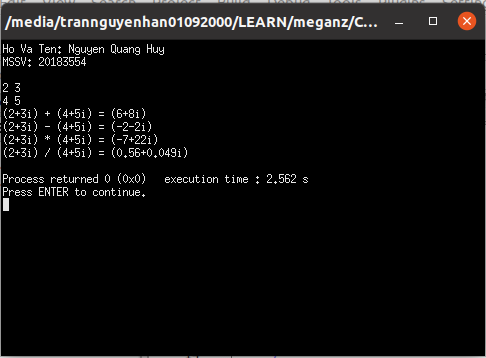 /media/trannguyenhan01092000/LEARN/meganz/C...
Ho Va Ten: Nguyen Quang Huy
MSSV: 20183554
2 3
4 5
(2+3i) + (4+5i) = (6+8i)
(2+3i) - (4+5i) = (-2-2i)
(2+3i) * (4+5i) = (-7+22i)
(2+3i) / (4+5i) = (0.56+0.049i)
Process returned 0 (0x0)   execution time : 2.562 s
Press ENTER to continue.